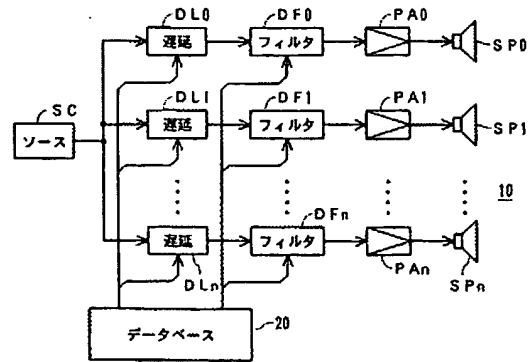 DL0 DF0 PA0
遅延 フィルタ
SP0
SC DL1 DF1 PA1
ソース 遅延 フィルタ
SP1
10
DFn
遅延 フィルタ
DLn PAn SPn
データベース 20